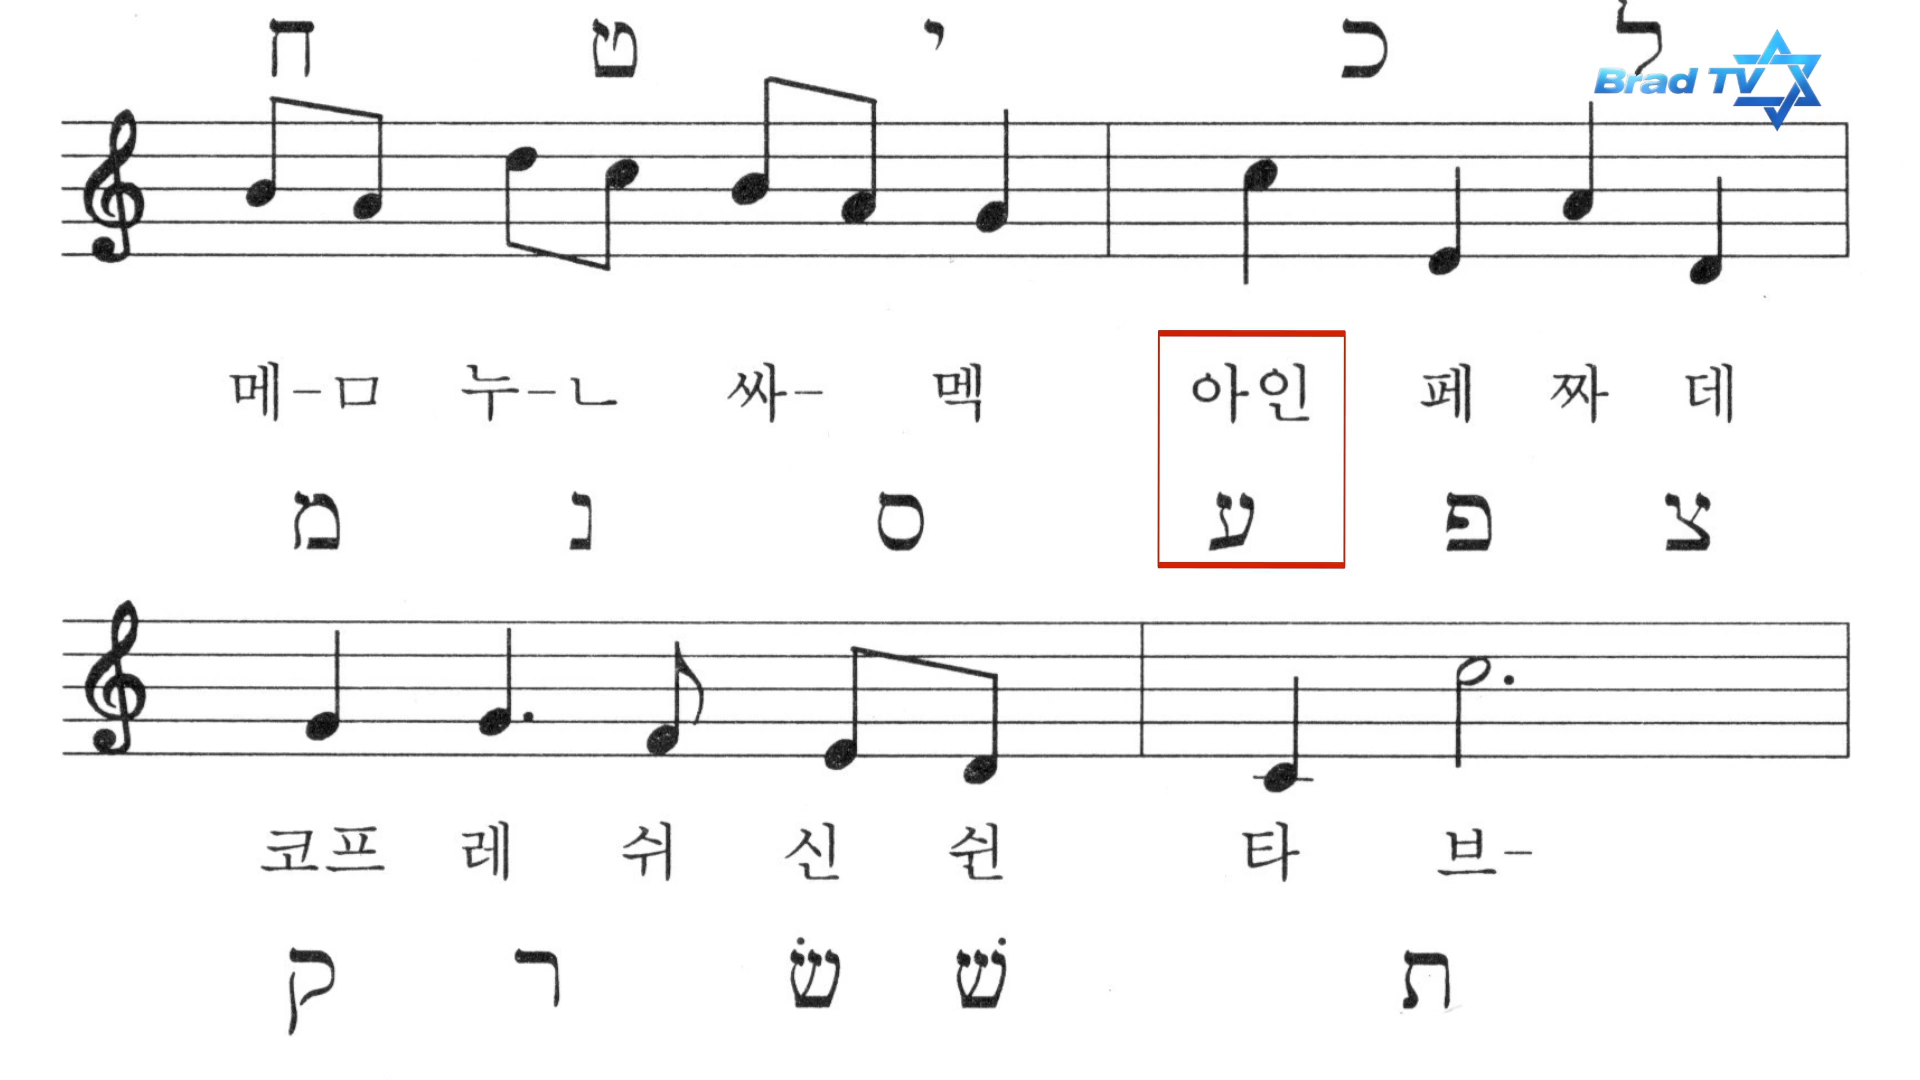 ח ט י כ ל
Brad TV
메-ㅁ 누-ㄴ 싸- 멕 아인 페 짜 데
מ נ ס ע פ צ
코프 레 쉬 신 쉰 타 브-
ק ר שׂ שׁ ת